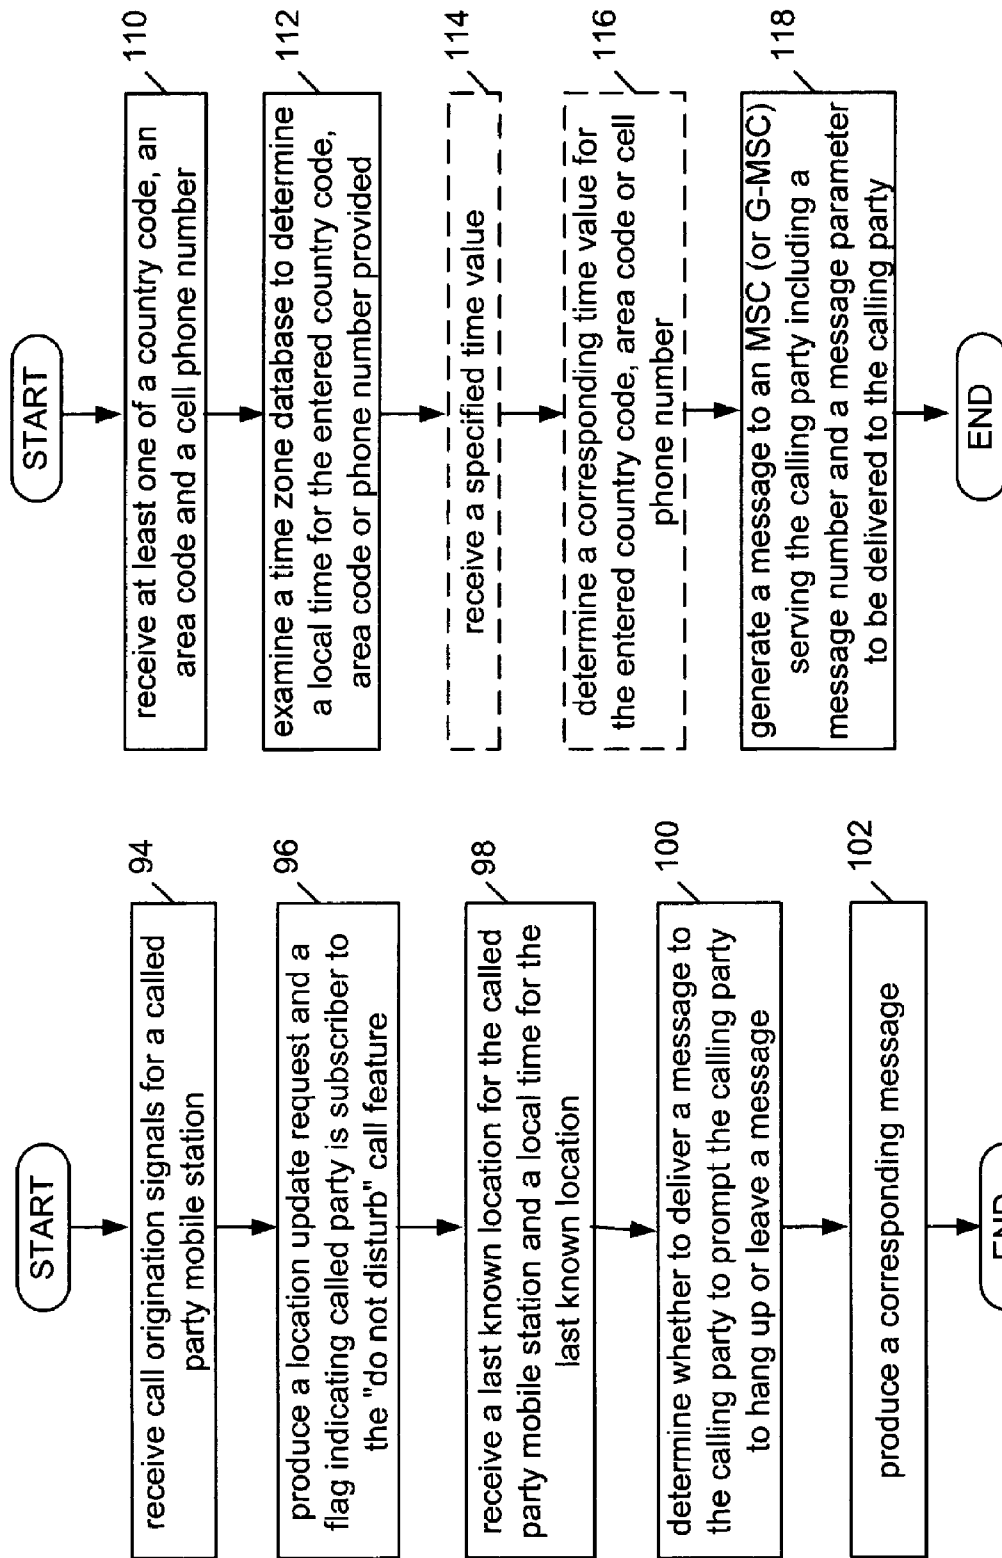 START
94
receive call origination signals for a called
party mobile station
96
produce a location update request and a
flag indicating called party is subscriber to
the "do not disturb" call feature
98
receive a last known location for the called
party mobile station and a local time for the
last known location
100
determine whether to deliver a message to
the calling party to prompt the calling party
to hang up or leave a message
102
produce a corresponding message
END
START
110
receive at least one of a country code, an
area code and a cell phone number
112
examine a time zone database to determine
a local time for the entered country code,
area code or phone number provided
114
receive a specified time value
116
determine a corresponding time value for
the entered country code, area code or cell
phone number
118
generate a message to an MSC (or G-MSC)
serving the calling party including a
message number and a message parameter
to be delivered to the calling party
END